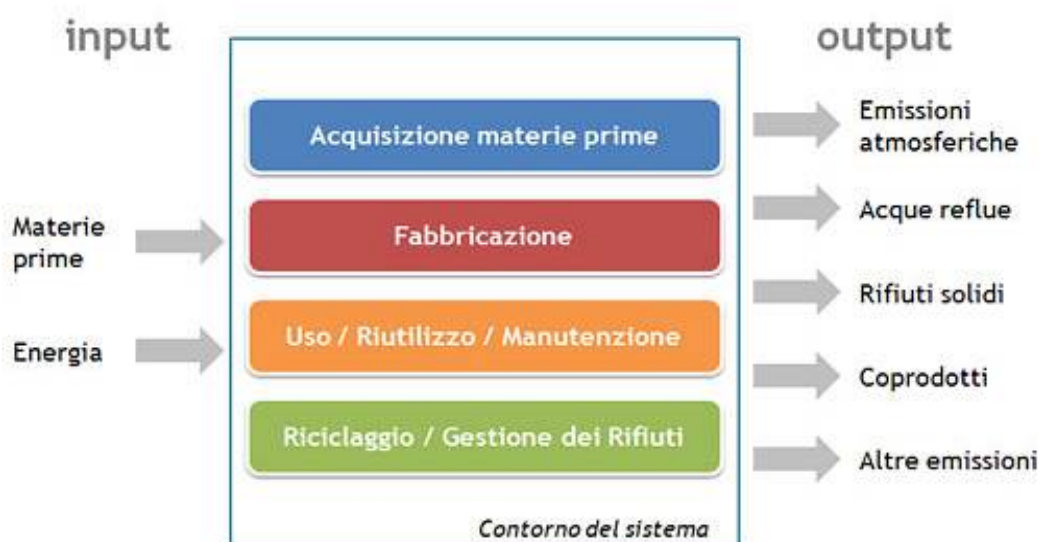 input
output
Acquisizione materie prime
Fabbricazione
Uso / Riutilizzo / Manutenzione
Riciclaggio / Gestione dei Rifiuti
Contorno del sistema
Materie
prime
Energia
Emissioni
atmosferiche
Acque reflue
Rifiuti solidi
Coprodotti
Altre emissioni